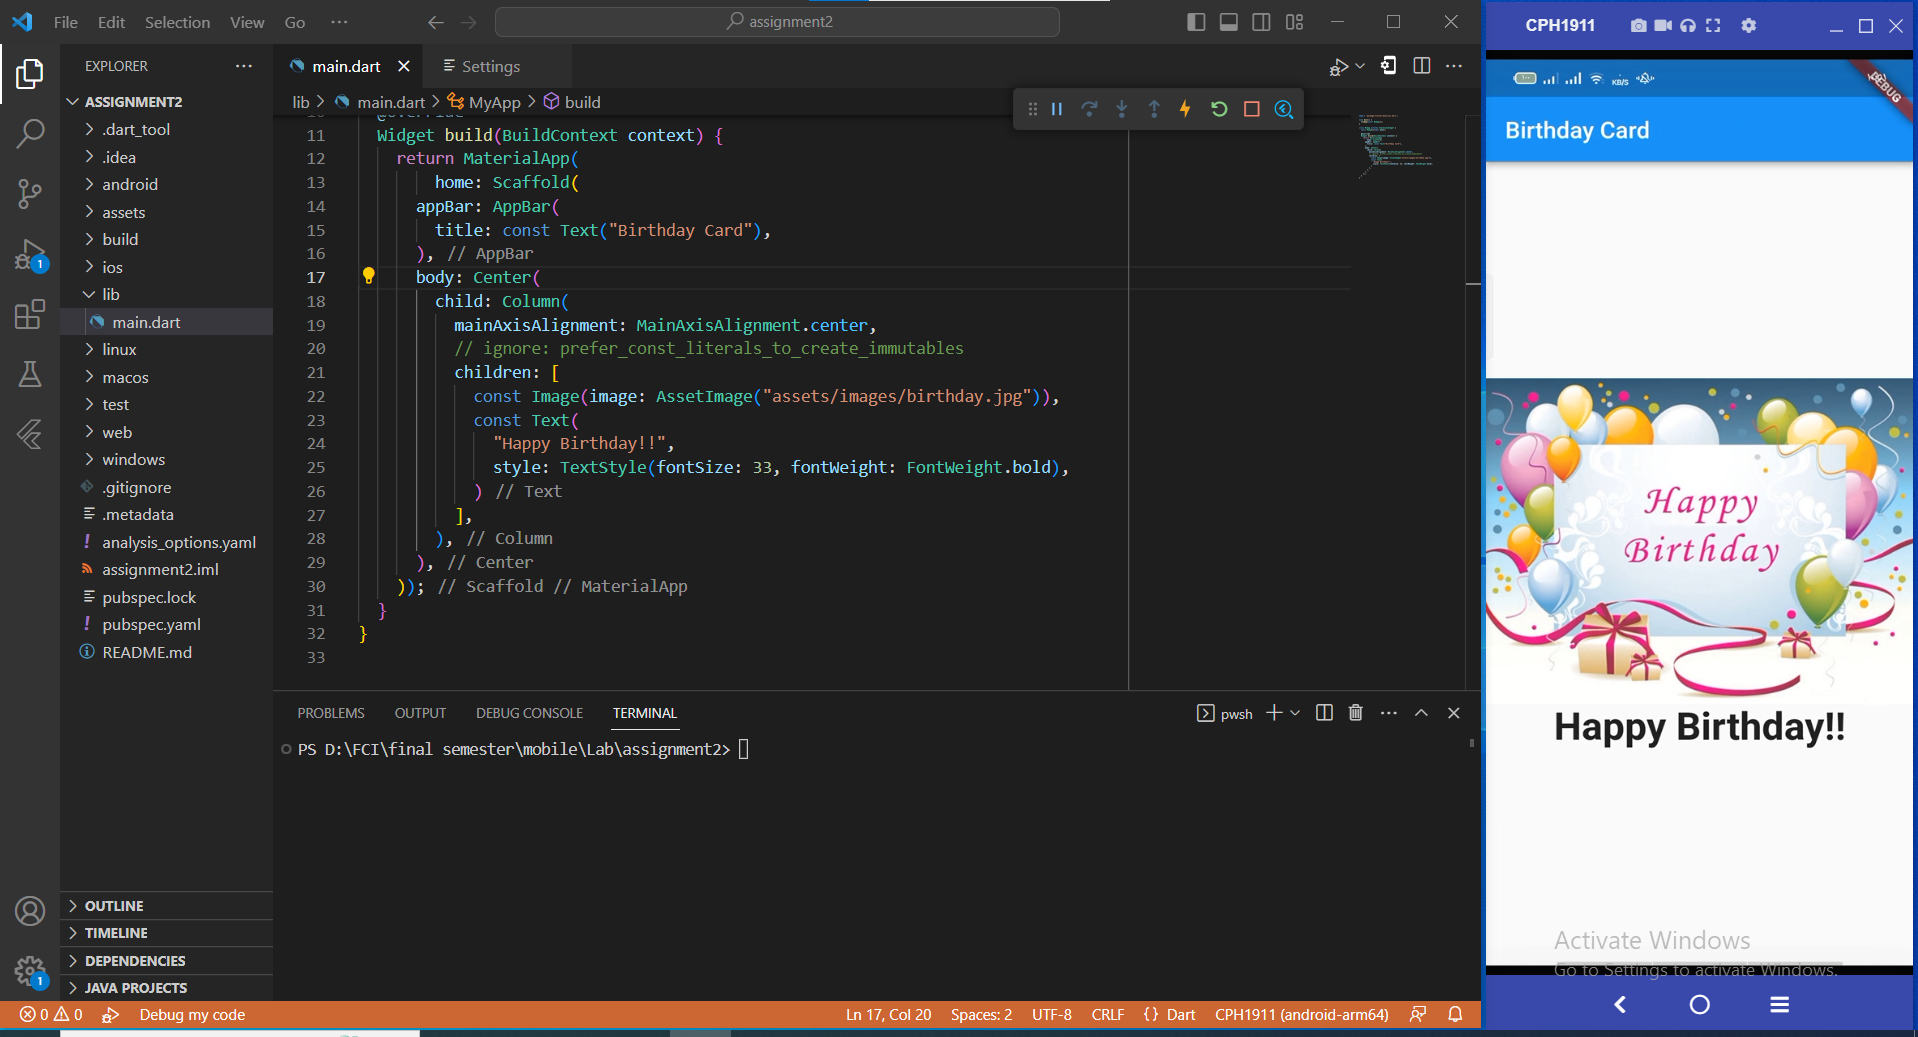 File Edit Selection View Go ··· assignment2
CPH1911
EXPLORER ···
main.dart Settings
lib > main.dart > MyApp > build
ASSIGNMENT2
.dart_tool
.idea
android
assets
build
ios
lib
main.dart
linux
macos
test
web
windows
.gitignore
.metadata
analysis_options.yaml
assignment2.iml
pubspec.lock
pubspec.yaml
README.md
OUTLINE
TIMELINE
DEPENDENCIES
JAVA PROJECTS
10 @override
11 Widget build(BuildContext context) {
12 return MaterialApp(
13 home: Scaffold(
14 appBar: AppBar(
15 title: const Text("Birthday Card"),
16 ), // AppBar
17 body: Center(
18 child: Column(
19 mainAxisAlignment: MainAxisAlignment.center,
20 // ignore: prefer_const_literals_to_create_immutables
21 children: [
22 const Image(image: AssetImage("assets/images/birthday.jpg")),
23 const Text(
24 "Happy Birthday!!",
25 style: TextStyle(fontSize: 33, fontWeight: FontWeight.bold),
26 ) // Text
27 ],
28 ), // Column
29 ), // Center
30 )); // Scaffold // MaterialApp
31 }
32 }
33
PROBLEMS OUTPUT DEBUG CONSOLE TERMINAL
pwsh
PS D:\FCI\final semester\mobile\Lab\assignment2>
1
1
0 0 Debug my code
Ln 17, Col 20 Spaces: 2 UTF-8 CRLF {} Dart CPH1911 (android-arm64)
KB/S
DEBUG
Birthday Card
Happy
Birthday
Happy Birthday!!
Activate Windows
Go to Settings to activate Windows.